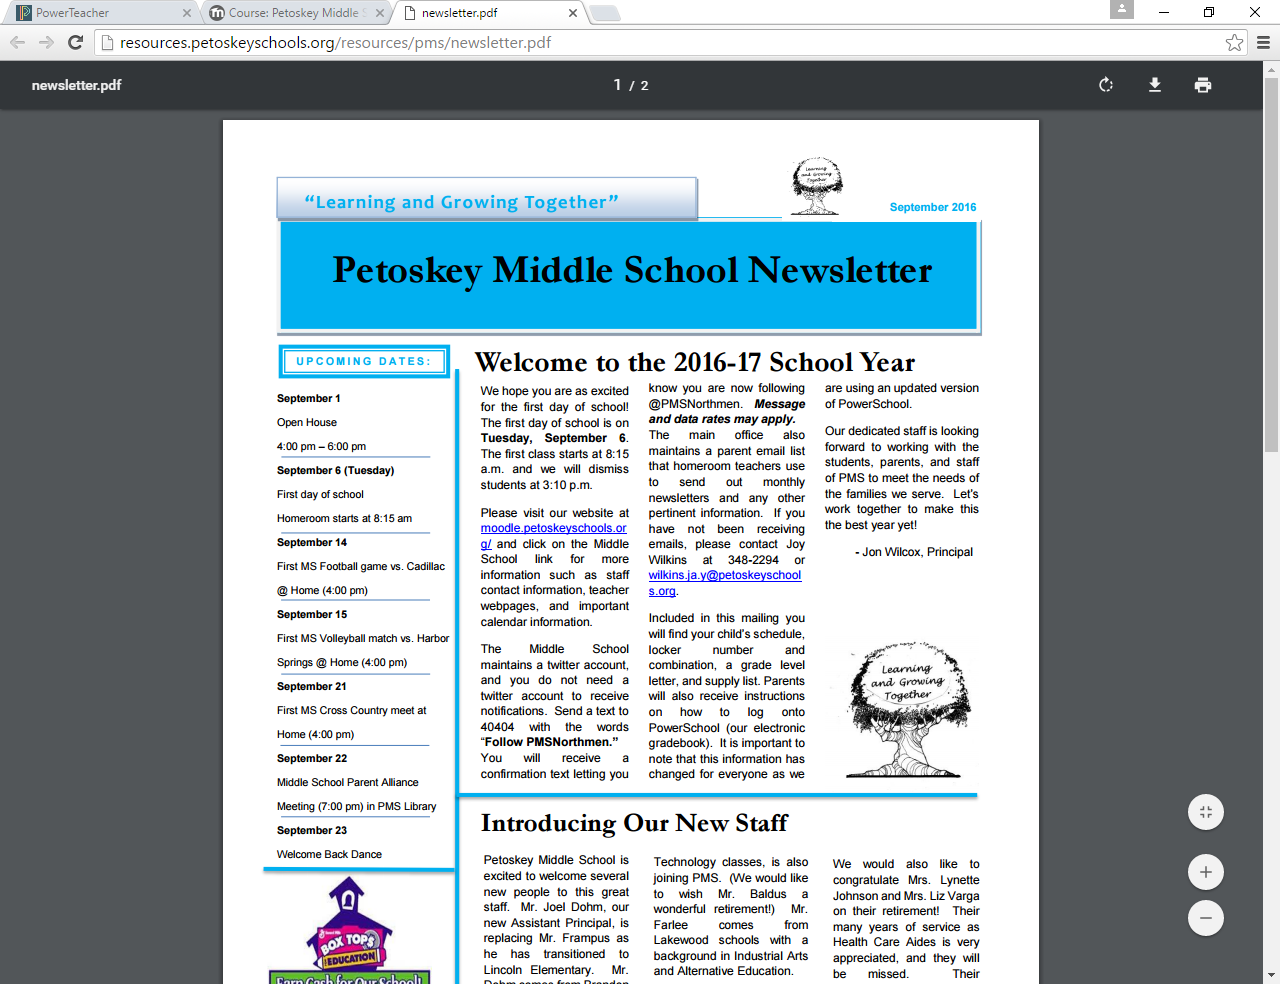 PowerTeacher
Course: Petoskey Middle S
newsletter.pdf
resources.petoskeyschools.org/resources/pms/newsletter.pdf
newsletter.pdf
1 / 2
Learning
and Growing
Together
"Learning and Growing Together"
September 2016
Petoskey Middle School Newsletter
UPCOMING DATES:
September 1
Open House
4:00 pm – 6:00 pm
September 6 (Tuesday)
First day of school
Homeroom starts at 8:15 am
September 14
First MS Football game vs. Cadillac
@ Home (4:00 pm)
September 15
First MS Volleyball match vs. Harbor
Springs @ Home (4:00 pm)
September 21
First MS Cross Country meet at
Home (4:00 pm)
September 22
Middle School Parent Alliance
Meeting (7:00 pm) in PMS Library
September 23
Welcome Back Dance
BOX TOPS
FOR EDUCATION
Earn Cash for Our School!
Welcome to the 2016-17 School Year
We hope you are as excited
for the first day of school!
The first day of school is on
Tuesday, September 6.
The first class starts at 8:15
a.m. and we will dismiss
students at 3:10 p.m.
Please visit our website at
moodle.petoskeyschools.or
g/ and click on the Middle
School link for more
information such as staff
contact information, teacher
webpages, and important
calendar information.
The Middle School
maintains a twitter account,
and you do not need a
twitter account to receive
notifications. Send a text to
40404 with the words
"Follow PMSNorthmen."
You will receive a
confirmation text letting you
know you are now following
@PMSNorthmen. Message
and data rates may apply.
The main office also
maintains a parent email list
that homeroom teachers use
to send out monthly
newsletters and any other
pertinent information. If you
have not been receiving
emails, please contact Joy
Wilkins at 348-2294 or
wilkins.ja.y@petoskeyschool
s.org.
Included in this mailing you
will find your child's schedule,
locker number and
combination, a grade level
letter, and supply list. Parents
will also receive instructions
on how to log onto
PowerSchool (our electronic
gradebook). It is important to
note that this information has
changed for everyone as we
are using an updated version
of PowerSchool.
Our dedicated staff is looking
forward to working with the
students, parents, and staff
of PMS to meet the needs of
the families we serve. Let's
work together to make this
the best year yet!
- Jon Wilcox, Principal
Learning
and Growing
Together
Introducing Our New Staff
Petoskey Middle School is
excited to welcome several
new people to this great
staff. Mr. Joel Dohm, our
new Assistant Principal, is
replacing Mr. Frampus as
he has transitioned to
Lincoln Elementary. Mr.
Dohm comes from Brandon
Technology classes, is also
joining PMS. (We would like
to wish Mr. Baldus a
wonderful retirement!) Mr.
Farlee comes from
Lakewood schools with a
background in Industrial Arts
and Alternative Education.
We would also like to
congratulate Mrs. Lynette
Johnson and Mrs. Liz Varga
on their retirement! Their
many years of service as
Health Care Aides is very
appreciated, and they will
be missed. Their